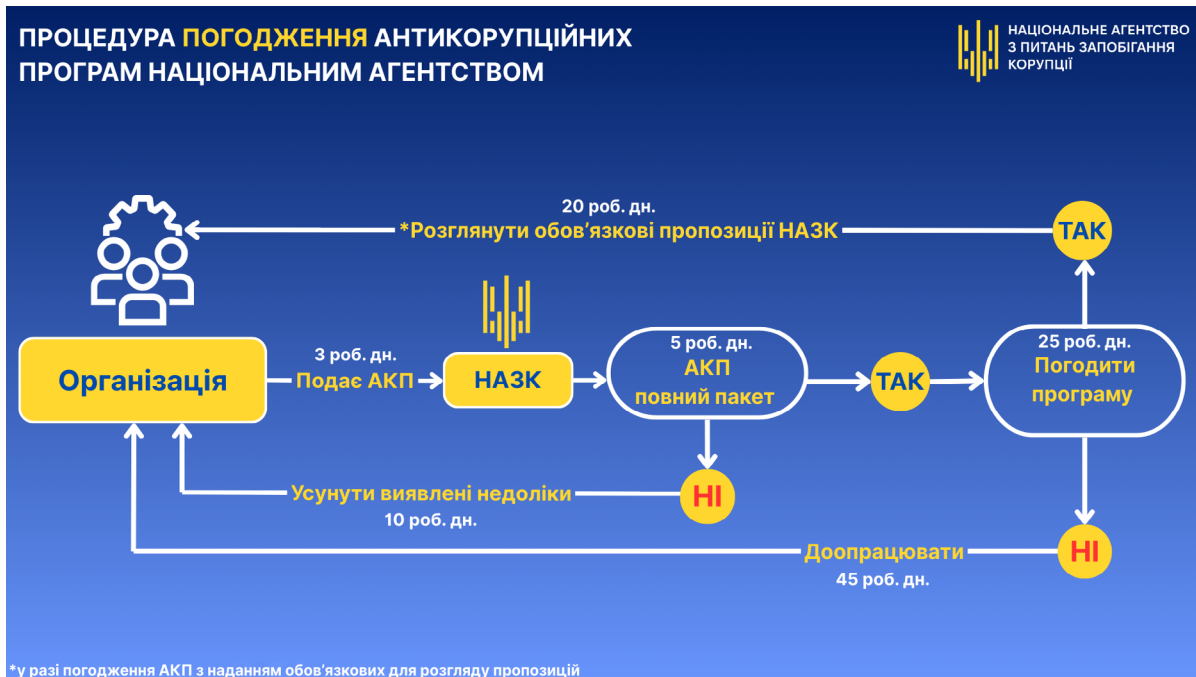 ПРОЦЕДУРА ПОГОДЖЕННЯ АНТИКОРУПЦІЙНИХ
ПРОГРАМ НАЦІОНАЛЬНИМ АГЕНТСТВОМ
НАЦІОНАЛЬНЕ АГЕНТСТВО
З ПИТАНЬ ЗАПОБІГАННЯ
КОРУПЦІЇ
20 роб. дн.
*Розглянути обов’язкові пропозиції НАЗК
ТАК
Організація
3 роб. дн.
Подає АКП
НАЗК
5 роб. дн.
АКП
повний пакет
ТАК
25 роб. дн.
Погодити
програму
Усунути виявлені недоліки
10 роб. дн.
НІ
Доопрацювати
45 роб. дн.
НІ
*у разі погодження АКП з наданням обов’язкових для розгляду пропозицій